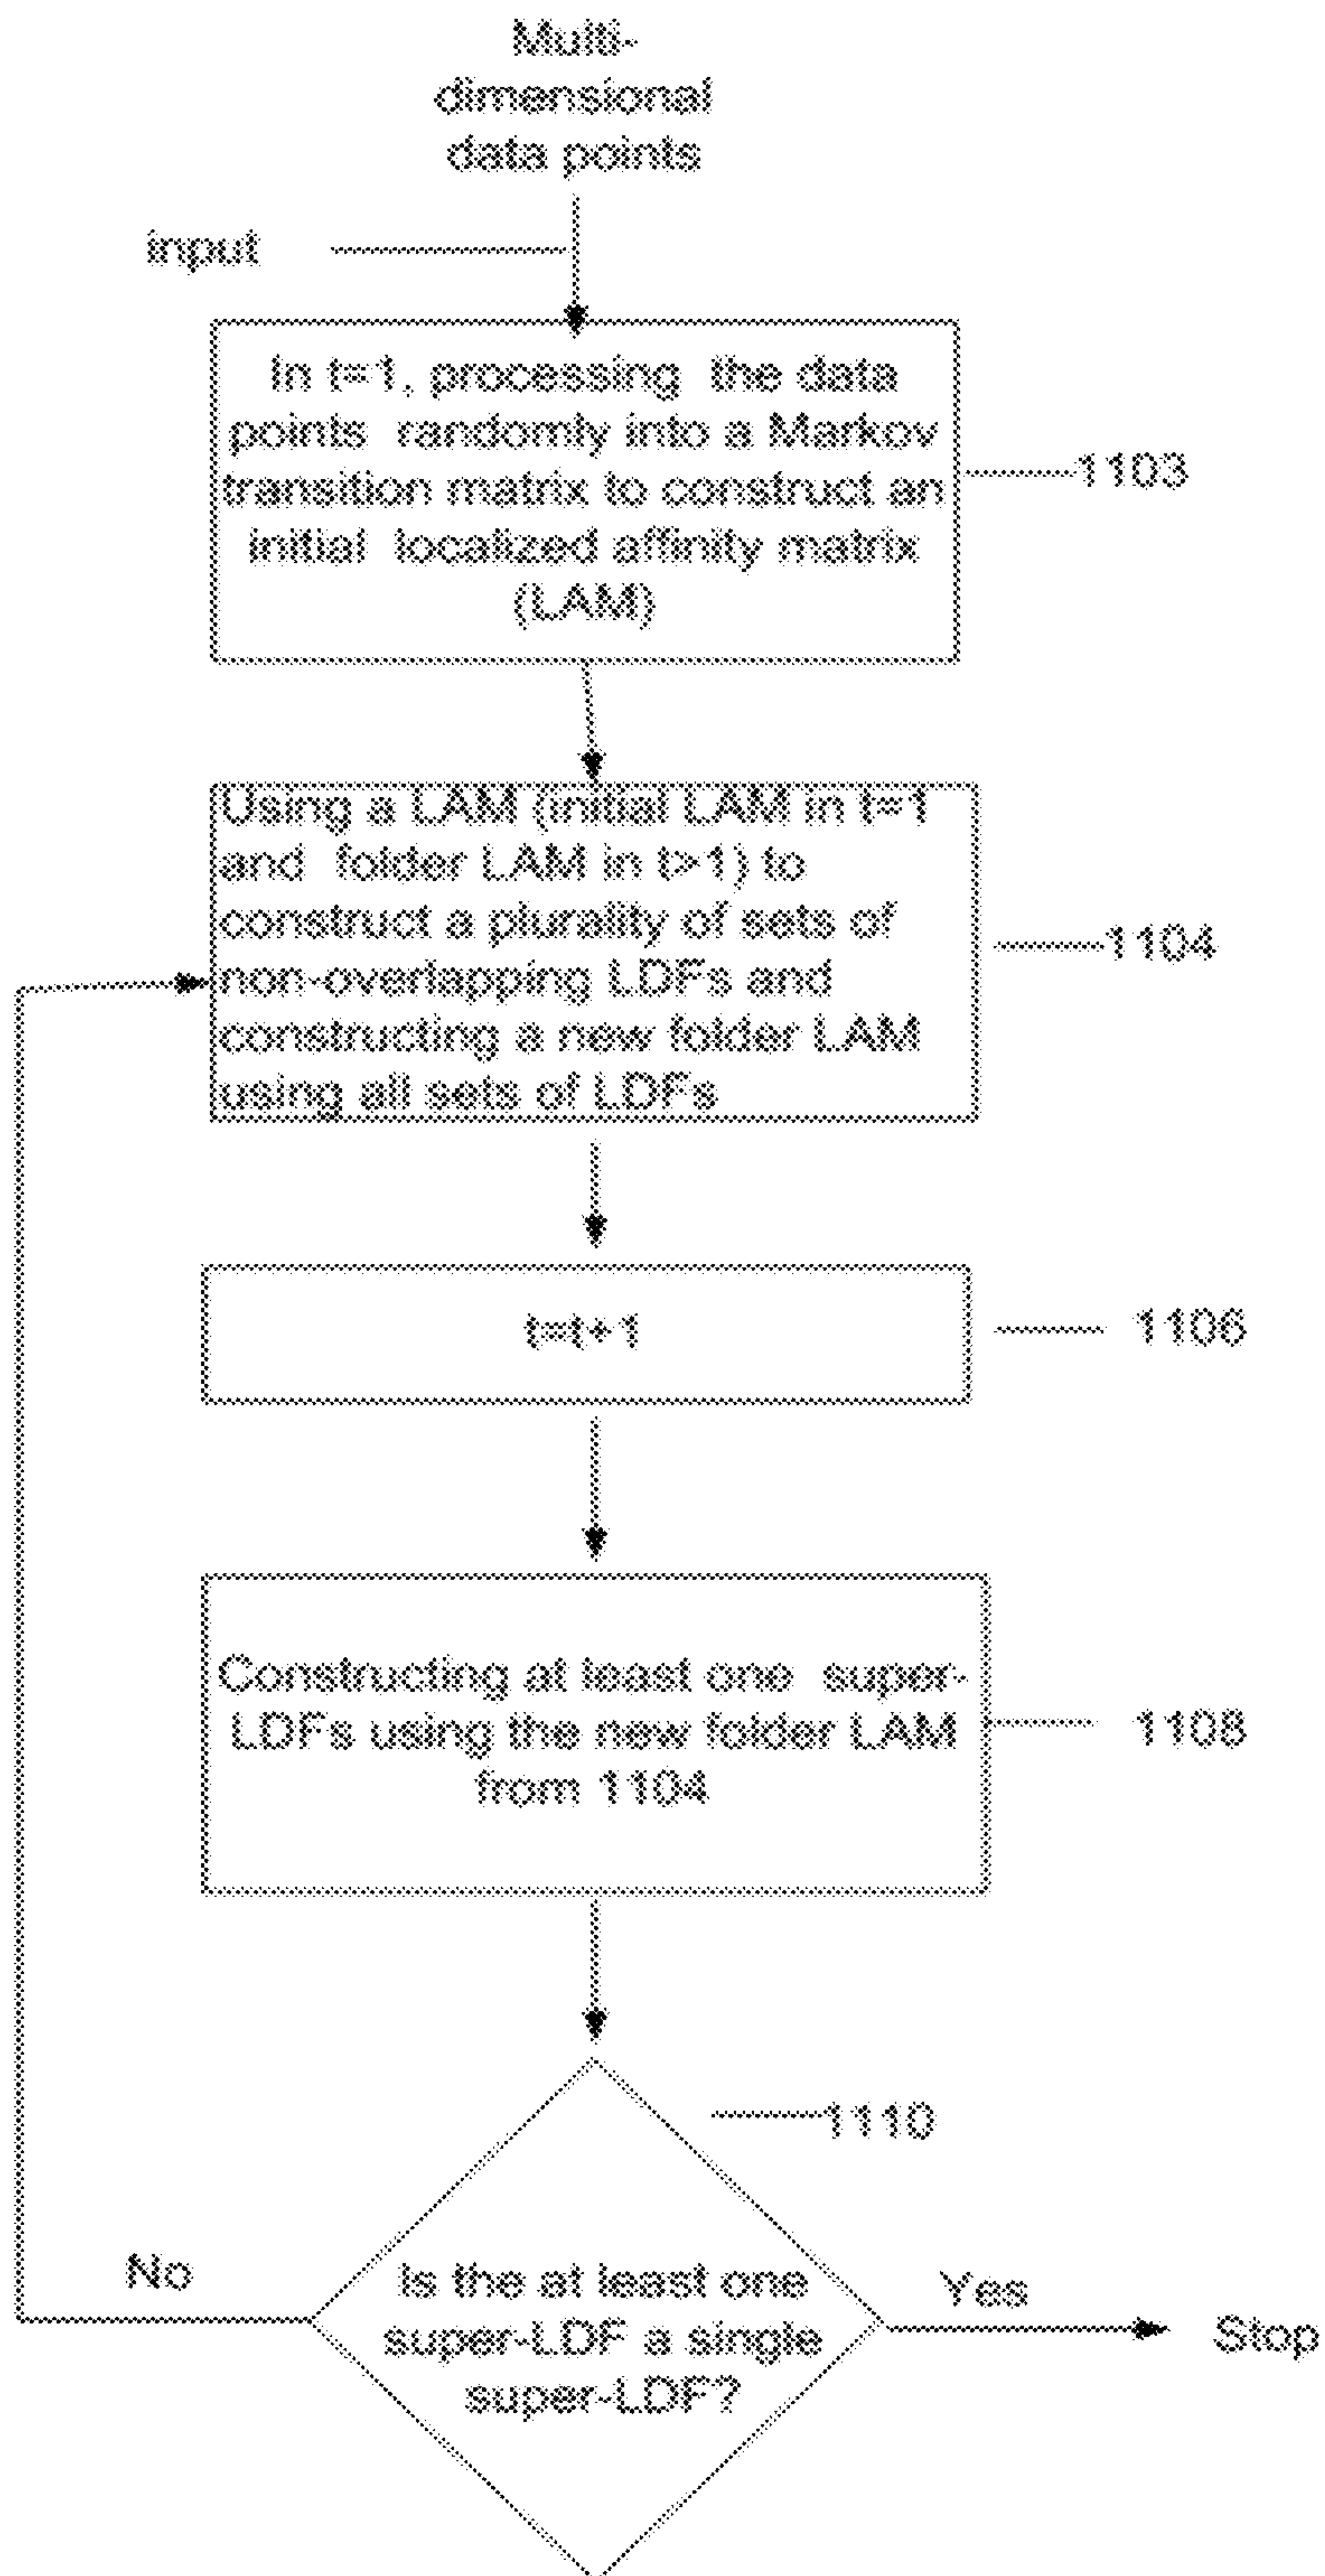 Multi-
dimensional
data points
input
In t=1, processing the data
points randomly into a Markov
transition matrix to construct an
initial localized affinity matrix
(LAM)
1103
Using a LAM (initial LAM in t=1
and folder LAM in t>1) to
construct a plurality of sets of
non-overlapping LDFs and
constructing a new folder LAM
using all sets of LDFs
1104
t=t+1
1106
Constructing at least one super-
LDFs using the new folder LAM
from 1104
1108
1110
No
Is the at least one
super-LDF a single
super-LDF?
Yes
Stop